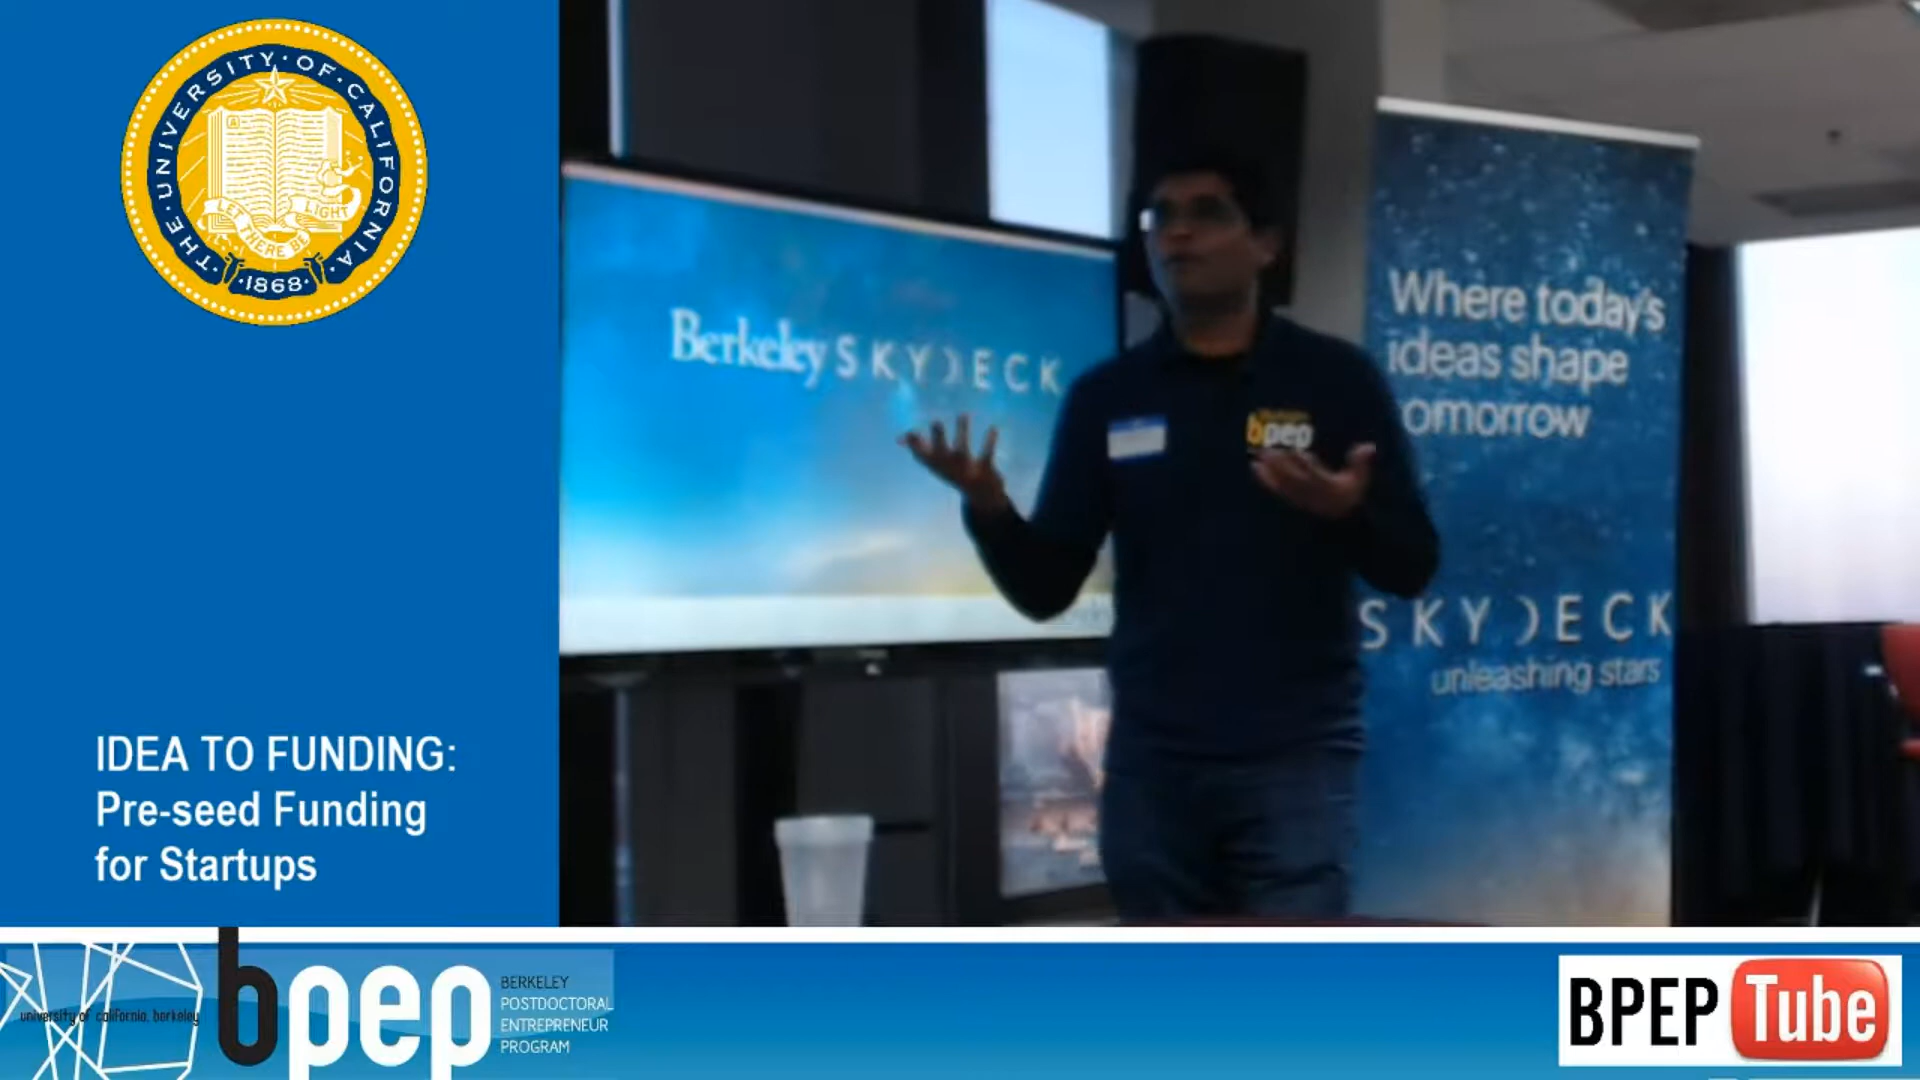 THE · UNIVERSITY · OF · CALIFORNIA
A
LET THERE BE LIGHT
· 1868 ·
Berkeley SKYDECK
Where today's
ideas shape
tomorrow
bpep
SKYDECK
unleashing stars
IDEA TO FUNDING:
Pre-seed Funding
for Startups
university of california, berkeley
bpep
BERKELEY
POSTDOCTORAL
ENTREPRENEUR
PROGRAM
BPEP Tube